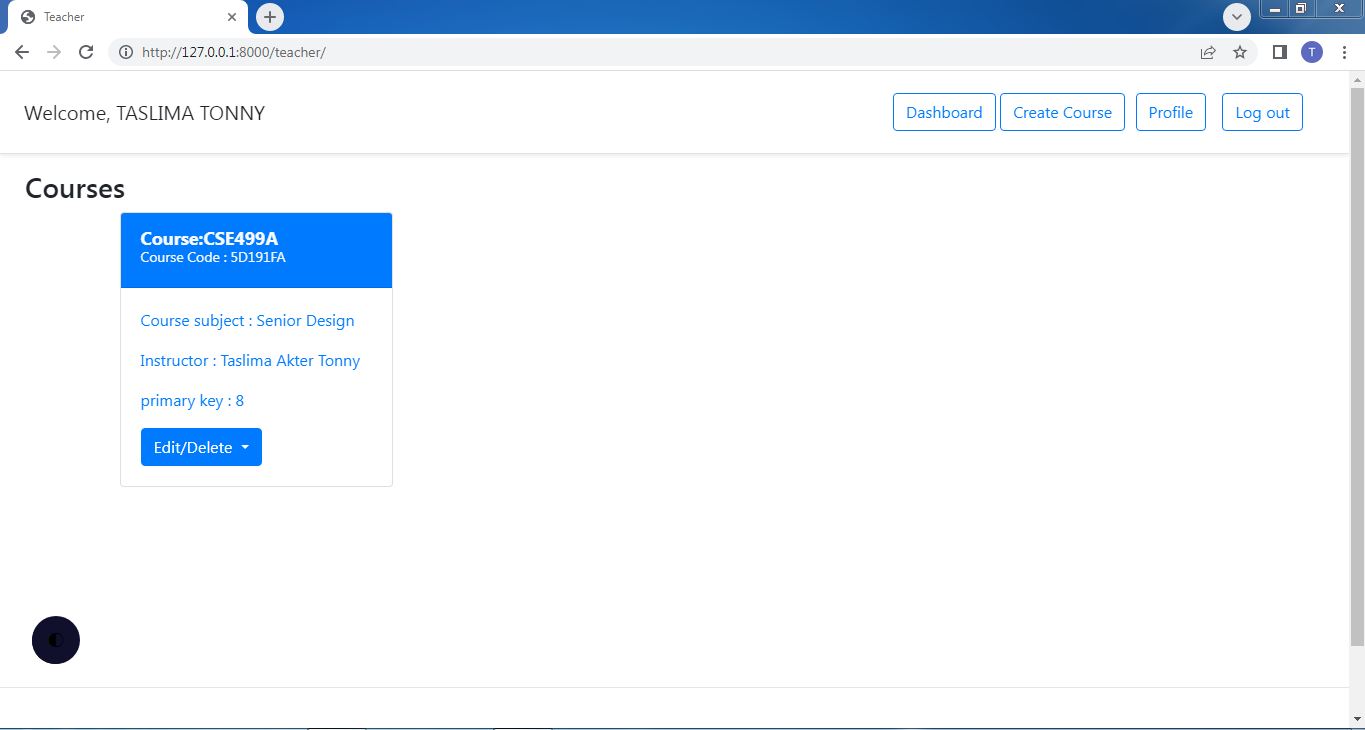 Teacher
http://127.0.0.1:8000/teacher/
T
Welcome, TASLIMA TONNY
Dashboard
Create Course
Profile
Log out
Courses
Course:CSE499A
Course Code : 5D191FA
Course subject : Senior Design
Instructor : Taslima Akter Tonny
primary key : 8
Edit/Delete